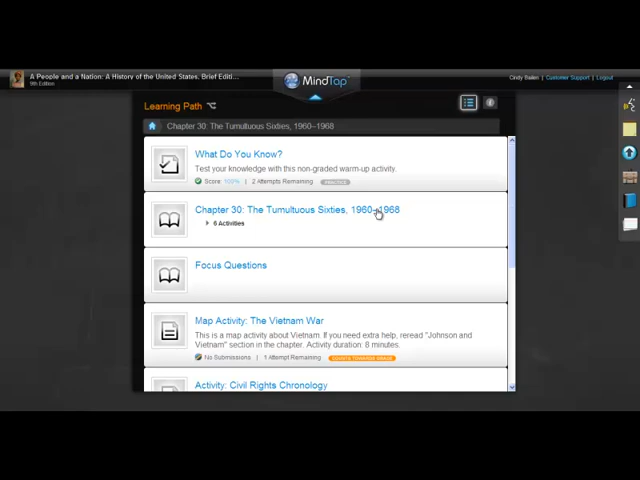 A People and a Nation: A History of the United States, Brief Editi...
9th Edition
MindTap
Cindy Bailen | Customer Support | Logout
Learning Path
Chapter 30: The Tumultuous Sixties, 1960–1968
What Do You Know?
Test your knowledge with this non-graded warm-up activity.
Score: 100% | 2 Attempts Remaining PRACTICE
Chapter 30: The Tumultuous Sixties, 1960–1968
6 Activities
Focus Questions
Map Activity: The Vietnam War
This is a map activity about Vietnam. If you need extra help, reread "Johnson and
Vietnam" section in the chapter. Activity duration: 8 minutes.
No Submissions | 1 Attempt Remaining COUNTS TOWARDS GRADE
Activity: Civil Rights Chronology